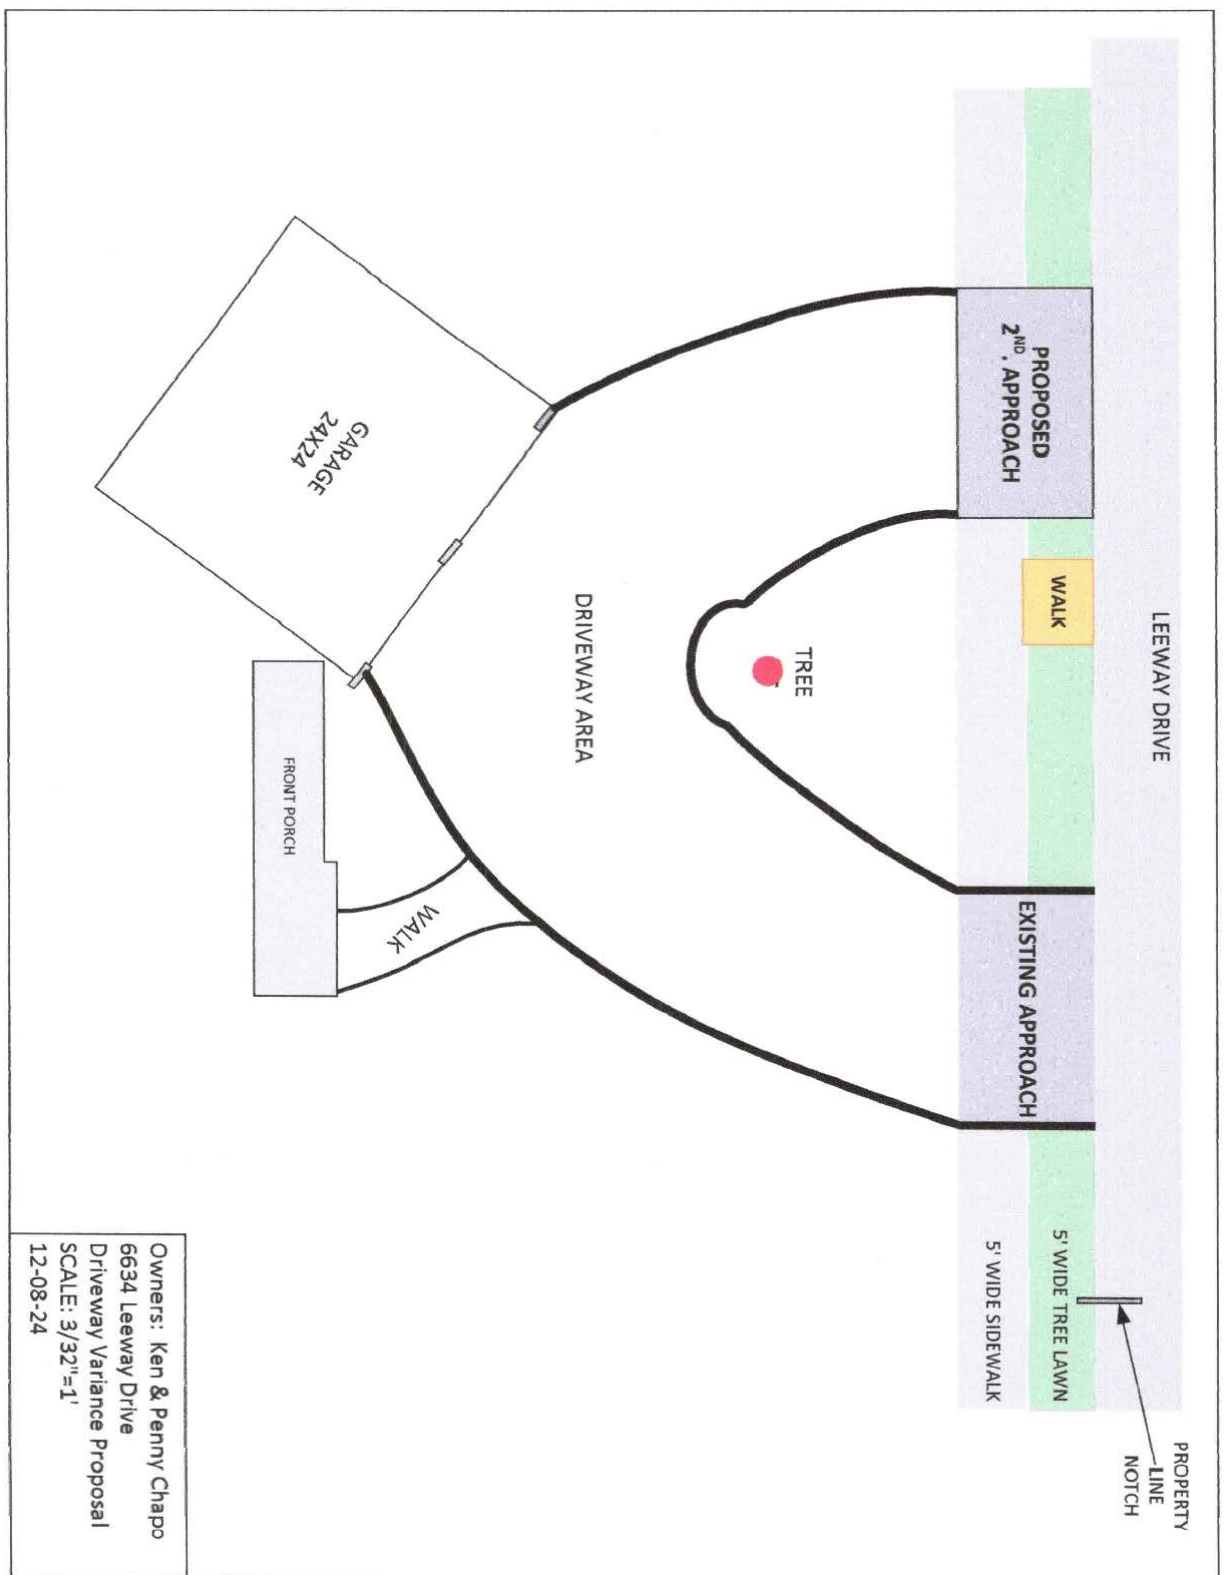 PROPERTY
LINE
NOTCH
LEEWAY DRIVE
PROPOSED
2ND. APPROACH
WALK
EXISTING APPROACH
5' WIDE TREE LAWN
5' WIDE SIDEWALK
TREE
DRIVEWAY AREA
GARAGE
24X24
WALK
FRONT PORCH
Owners: Ken & Penny Chapo
6634 Leeway Drive
Driveway Variance Proposal
SCALE: 3/32"=1'
12-08-24